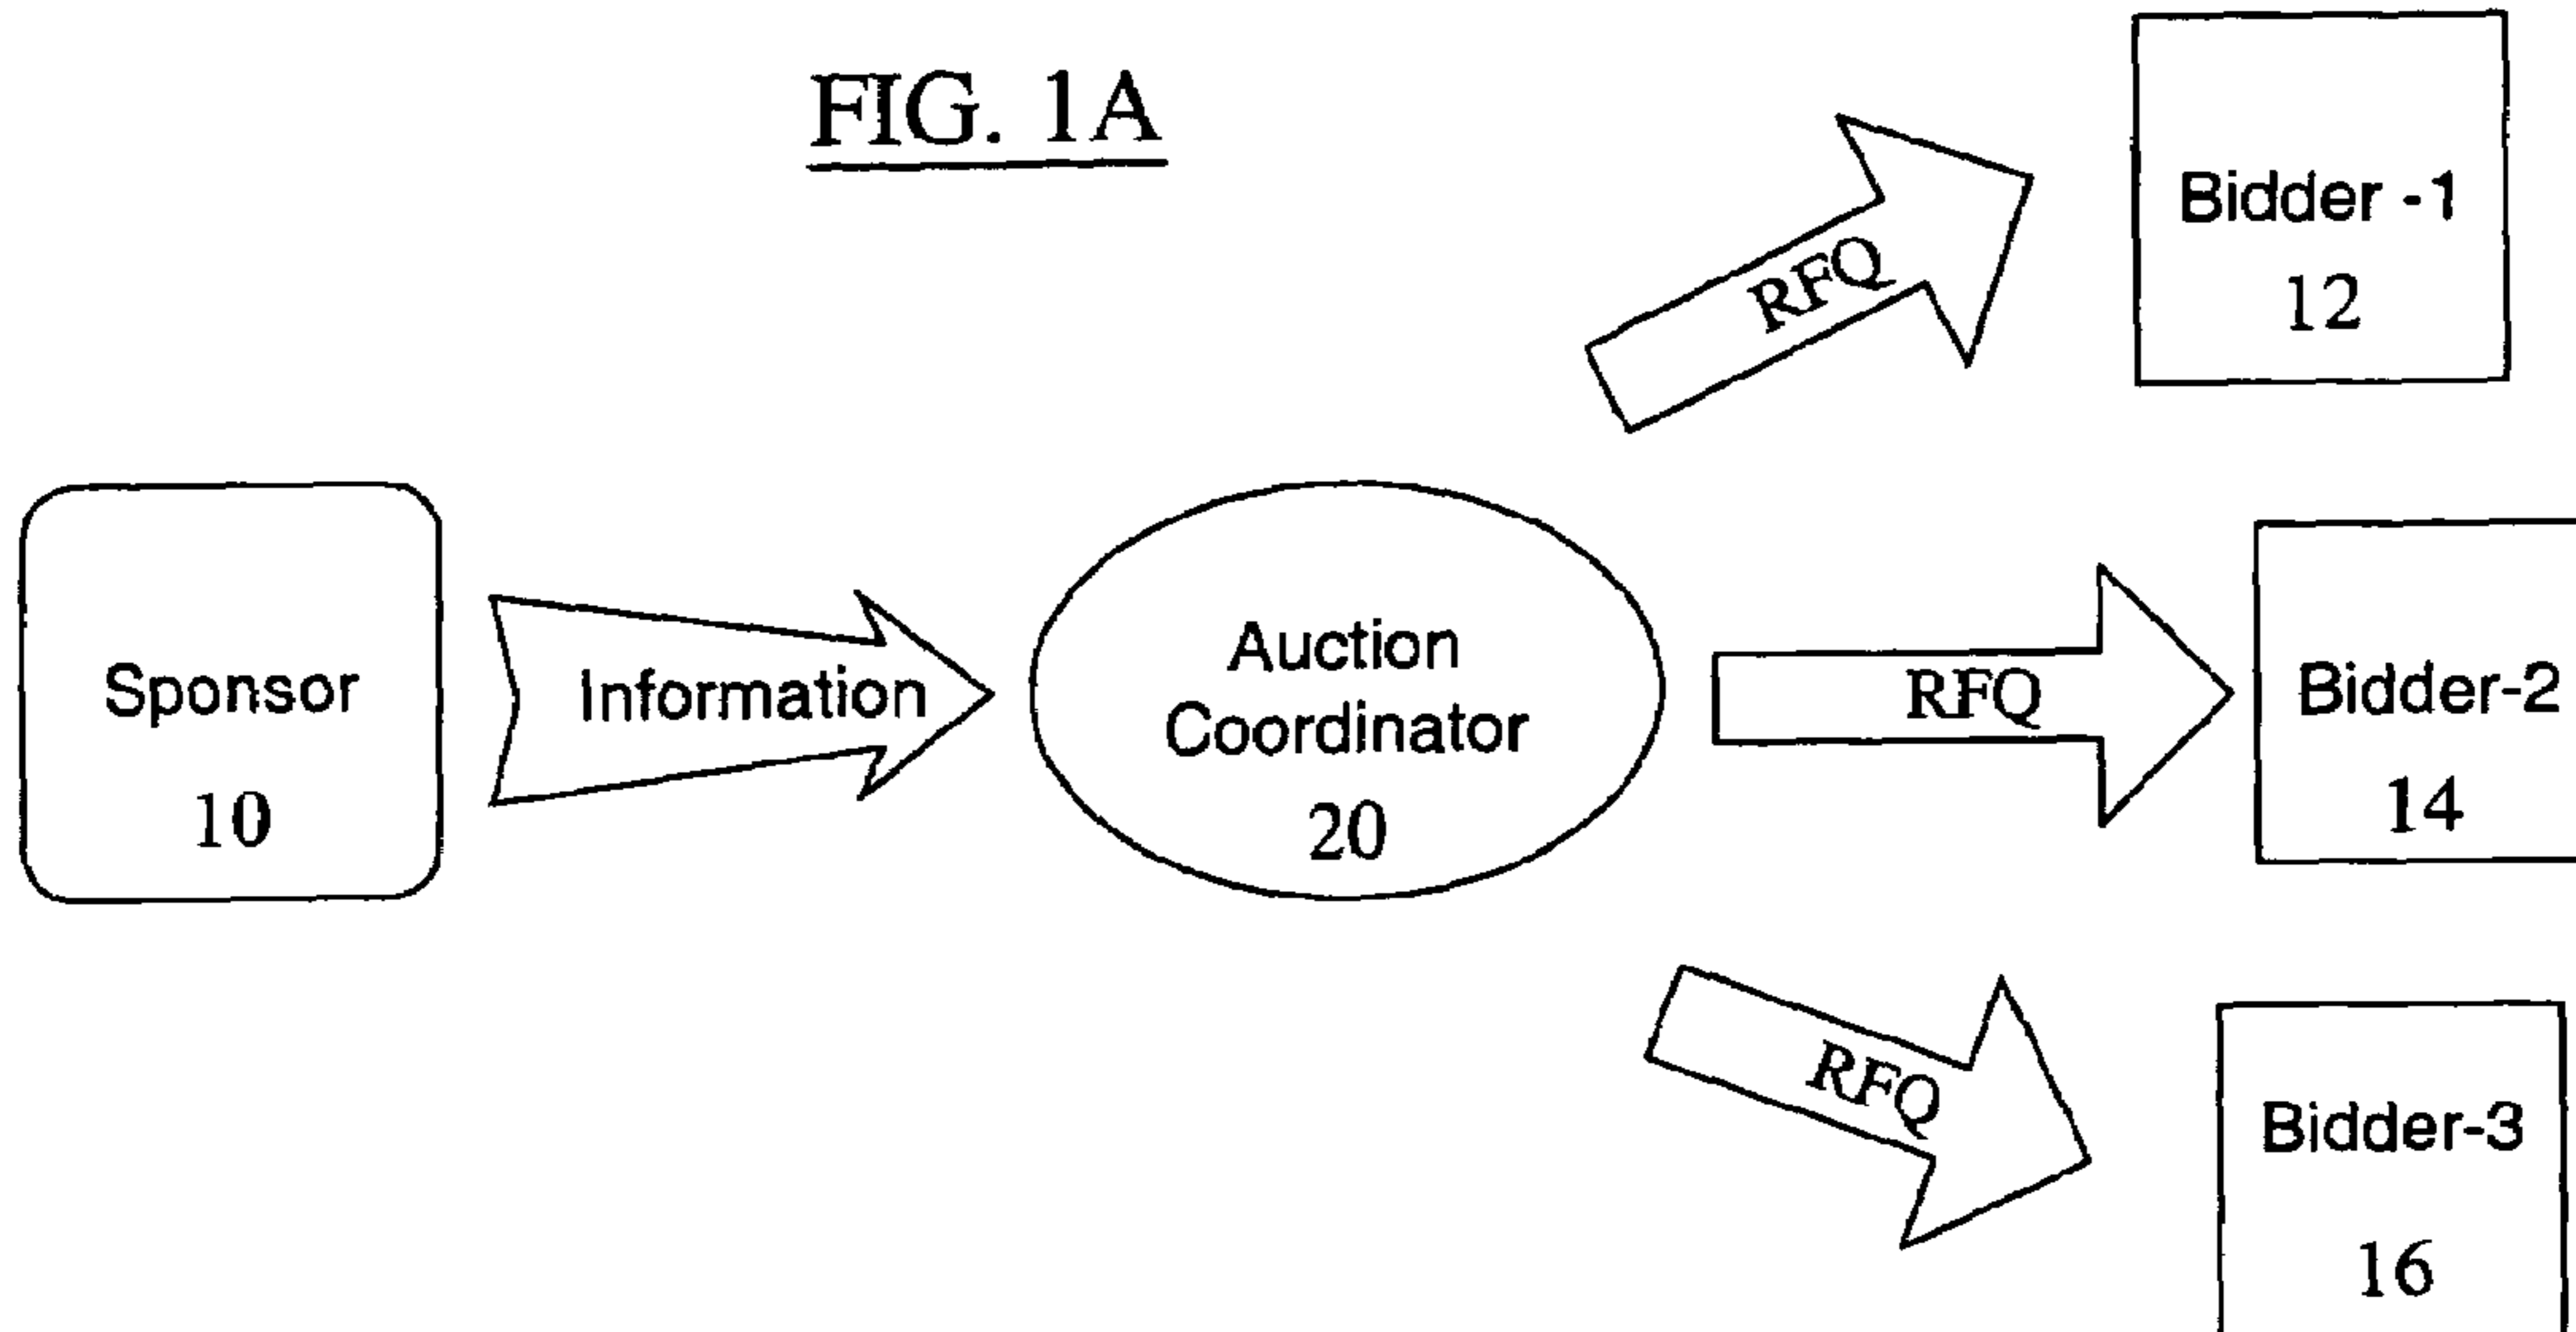 FIG. 1A
Bidder -1
12
RFQ
Sponsor
10
Information
Auction
Coordinator
20
RFQ
Bidder-2
14
RFQ
Bidder-3
16